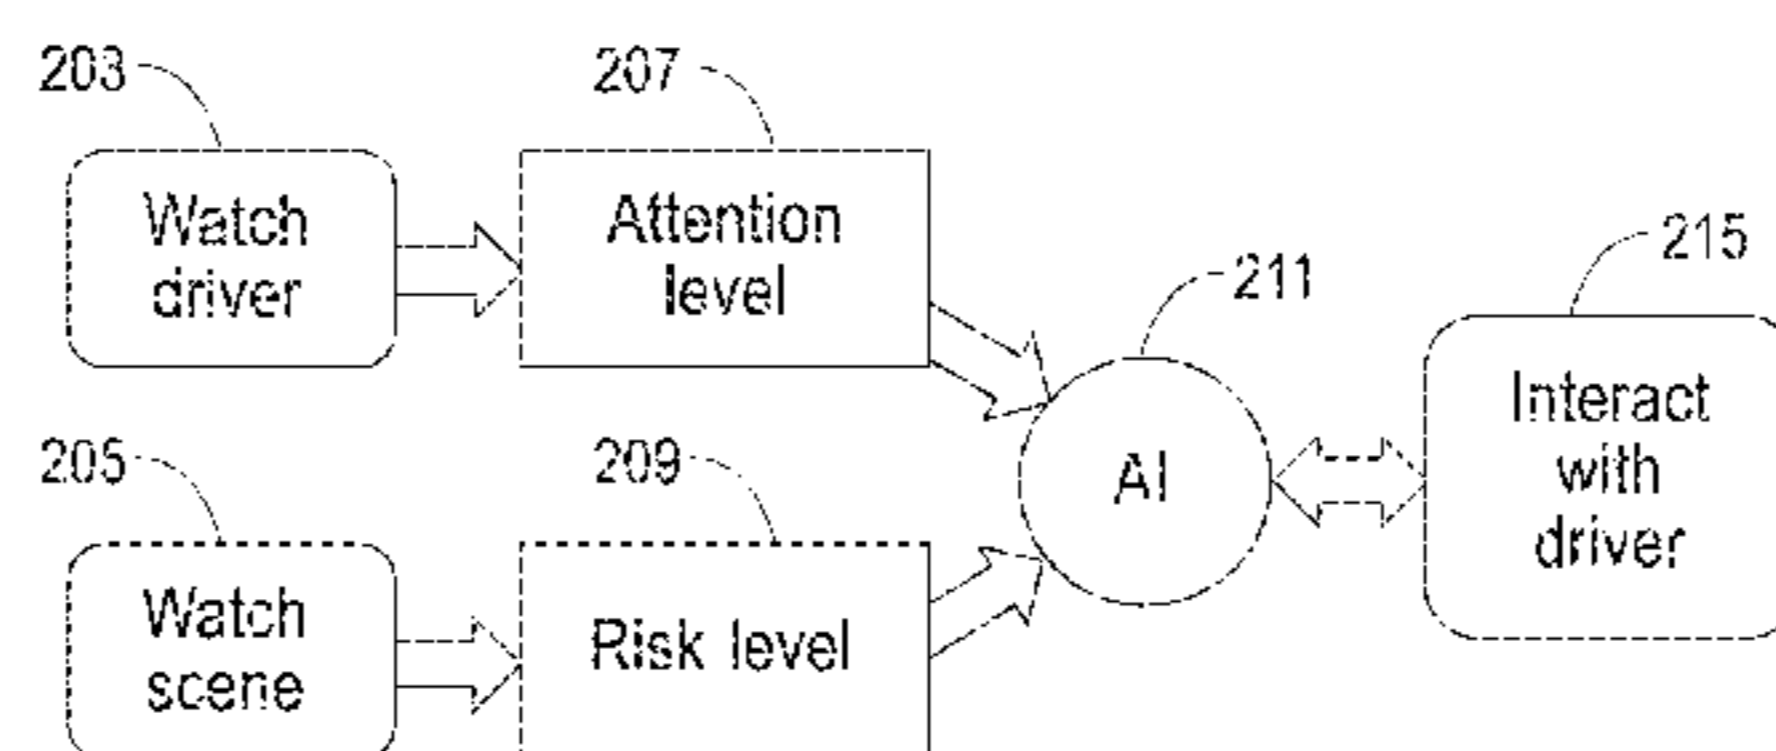 203
207
Watch
driver
Attention
level
211
215
Interact
with
driver
AI
205
209
Watch
scene
Risk level